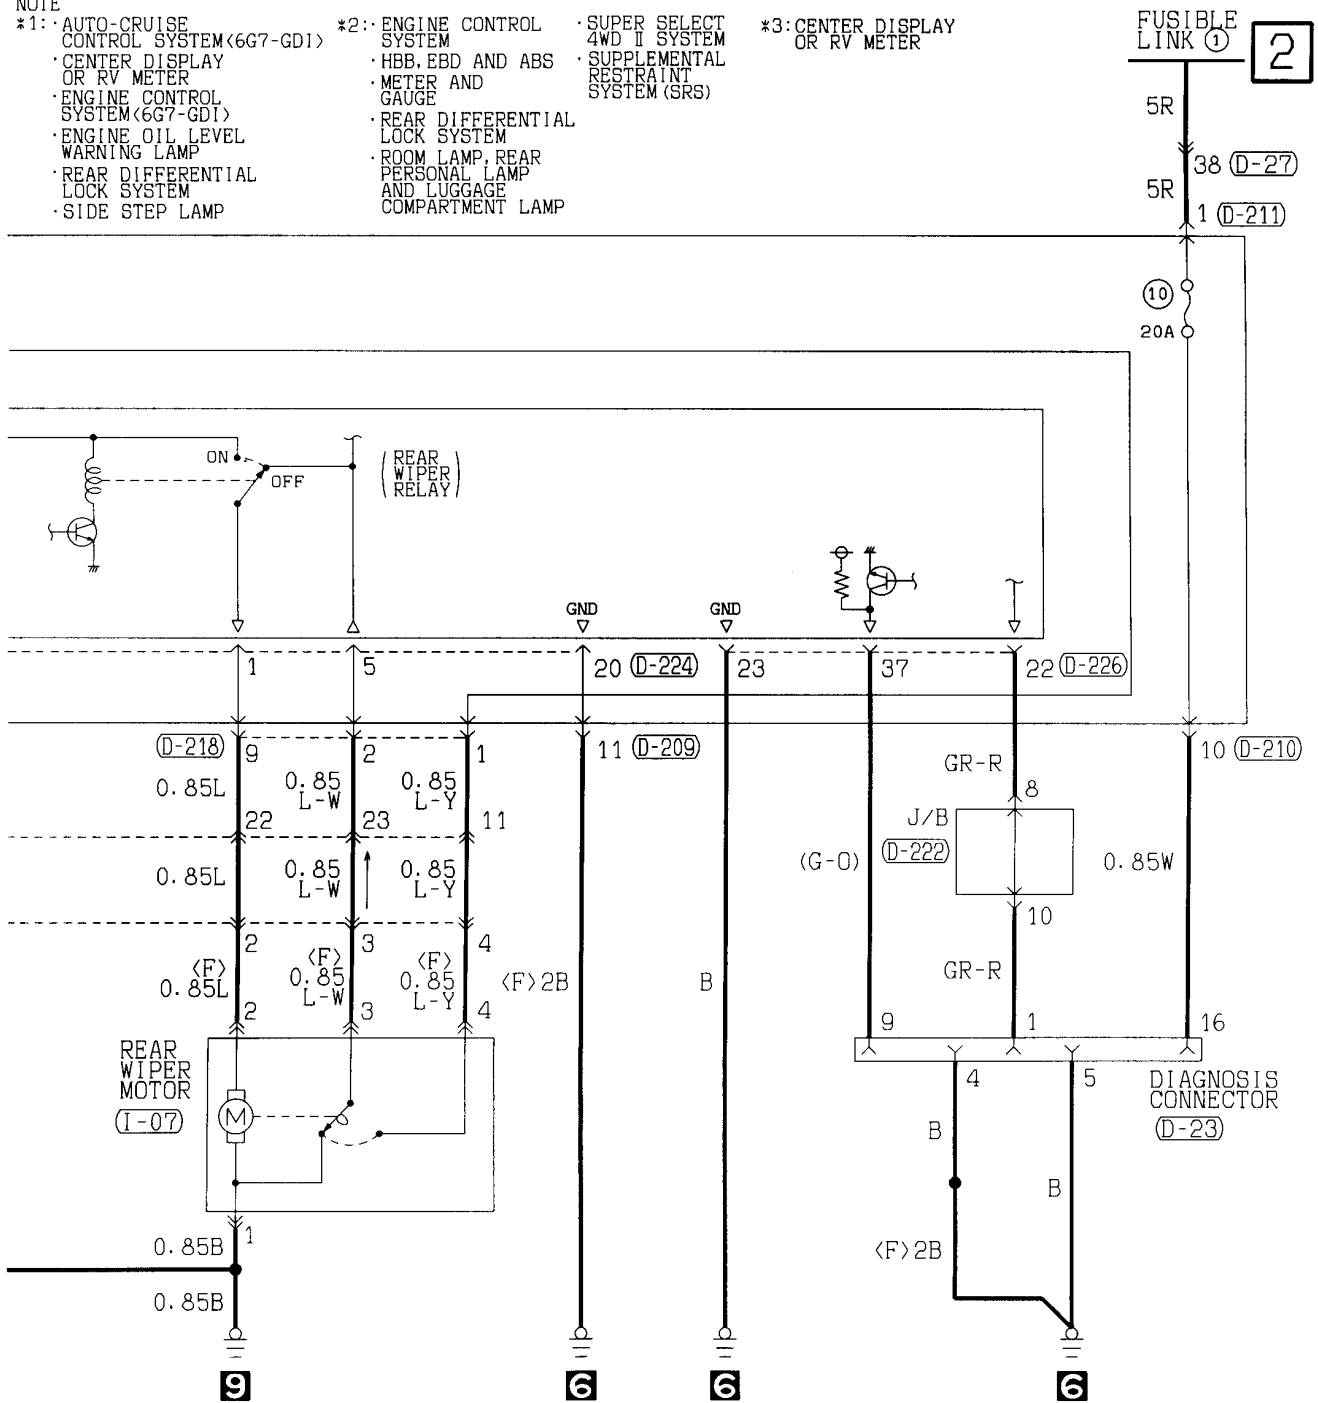 NOTE
*1: ·AUTO-CRUISE
CONTROL SYSTEM<6G7-GDI>
·CENTER DISPLAY
OR RV METER
·ENGINE CONTROL
SYSTEM<6G7-GDI>
·ENGINE OIL LEVEL
WARNING LAMP
·REAR DIFFERENTIAL
LOCK SYSTEM
·SIDE STEP LAMP
*2: ·ENGINE CONTROL
SYSTEM
·HBB, EBD AND ABS
·METER AND
GAUGE
·REAR DIFFERENTIAL
LOCK SYSTEM
·ROOM LAMP, REAR
PERSONAL LAMP
AND LUGGAGE
COMPARTMENT LAMP
·SUPER SELECT
4WD Ⅱ SYSTEM
·SUPPLEMENTAL
RESTRAINT
SYSTEM (SRS)
*3: CENTER DISPLAY
OR RV METER
FUSIBLE
LINK ①
2
5R
38 (D-27)
5R
1 (D-211)
⑩
20A
ON
OFF
(REAR
WIPER
RELAY)
GND
GND
1
5
20 (D-224)
23
37
22 (D-226)
(D-218)
9
2
1
11 (D-209)
10 (D-210)
0.85L
0.85
L-W
0.85
L-Y
GR-R
8
22
23
11
J/B
(D-222)
(G-O)
0.85W
0.85L
0.85
L-W
0.85
L-Y
10
2
3
4
<F>
0.85L
<F>
0.85
L-W
<F>
0.85
L-Y
<F>2B
B
GR-R
2
3
4
9
1
16
REAR
WIPER
MOTOR
(I-07)
M
4
5
DIAGNOSIS
CONNECTOR
(D-23)
B
B
1
0.85B
<F>2B
0.85B
9
6
6
6